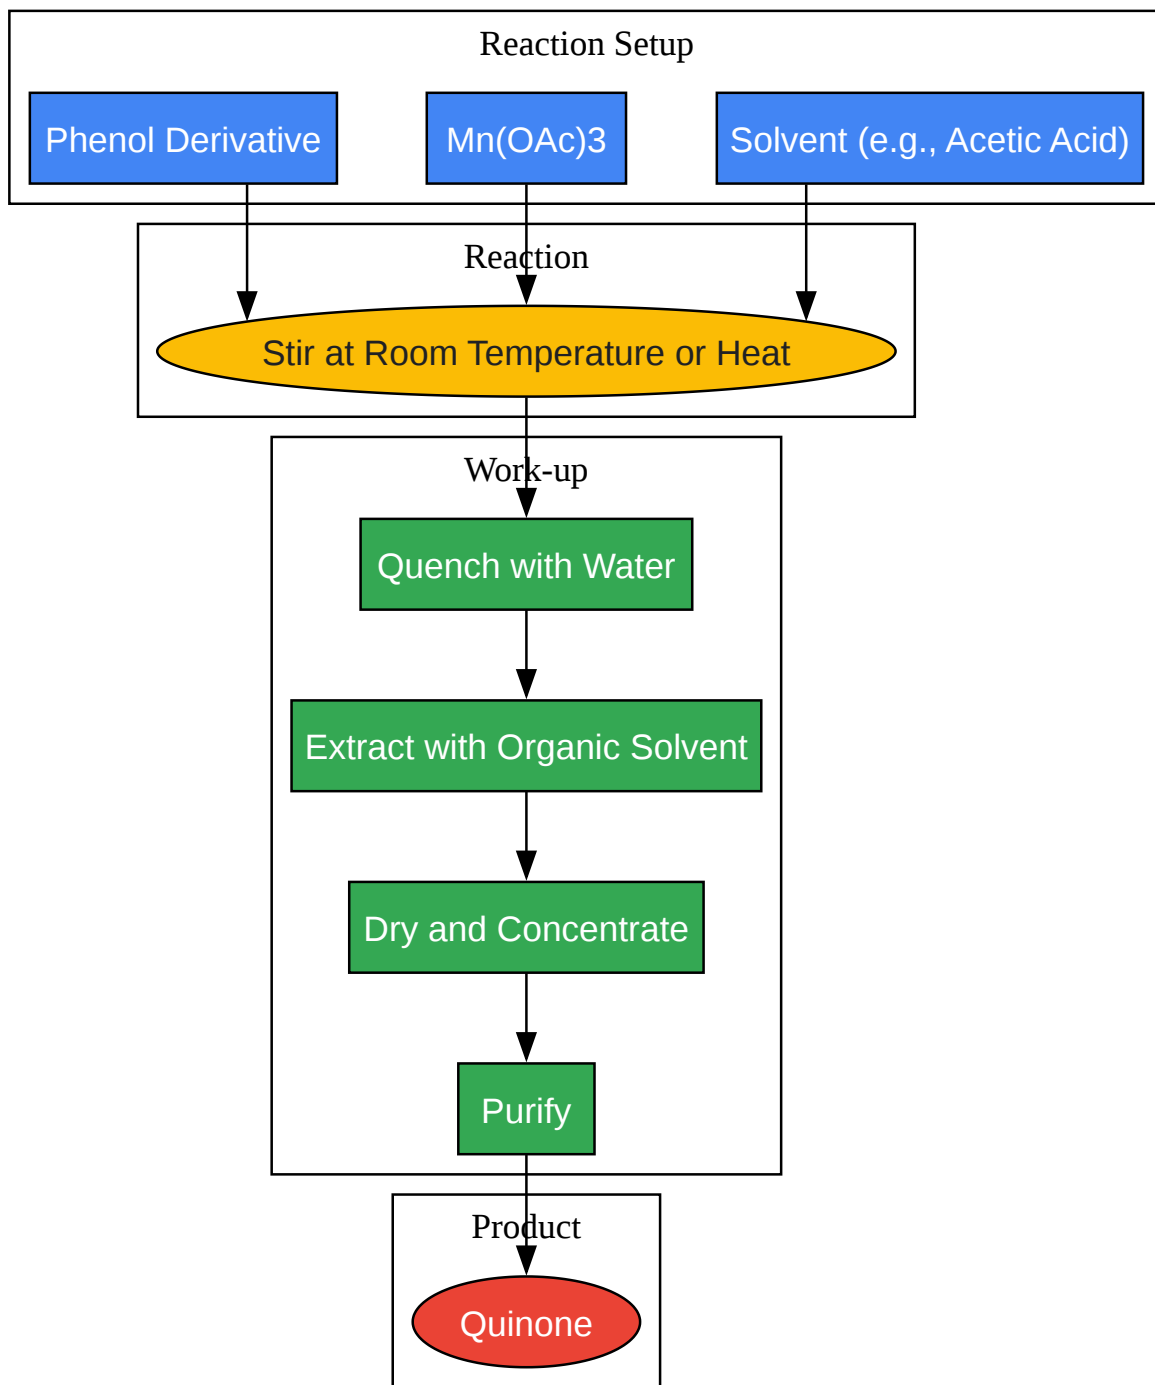 Reaction Setup
Phenol Derivative
Mn(OAc)3
Solvent (e.g., Acetic Acid)
Reaction
Stir at Room Temperature or Heat
Work-up
Quench with Water
Extract with Organic Solvent
Dry and Concentrate
Purify
Product
Quinone